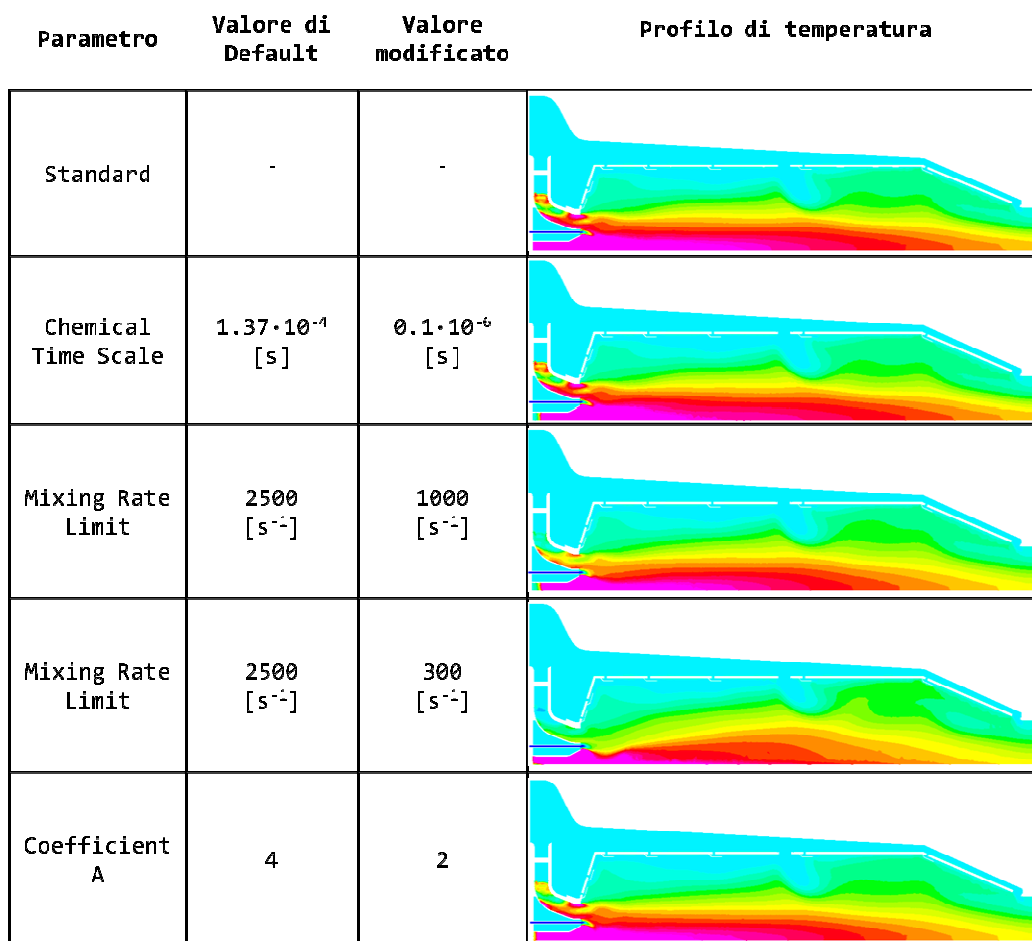 Parametro
Valore di
Default
Valore
modificato
Profilo di temperatura
Standard
-
-
Chemical
Time Scale
1.37·10⁻⁴
[s]
0.1·10⁻⁶
[s]
Mixing Rate
Limit
2500
[s⁻¹]
1000
[s⁻¹]
Mixing Rate
Limit
2500
[s⁻¹]
300
[s⁻¹]
Coefficient
A
4
2